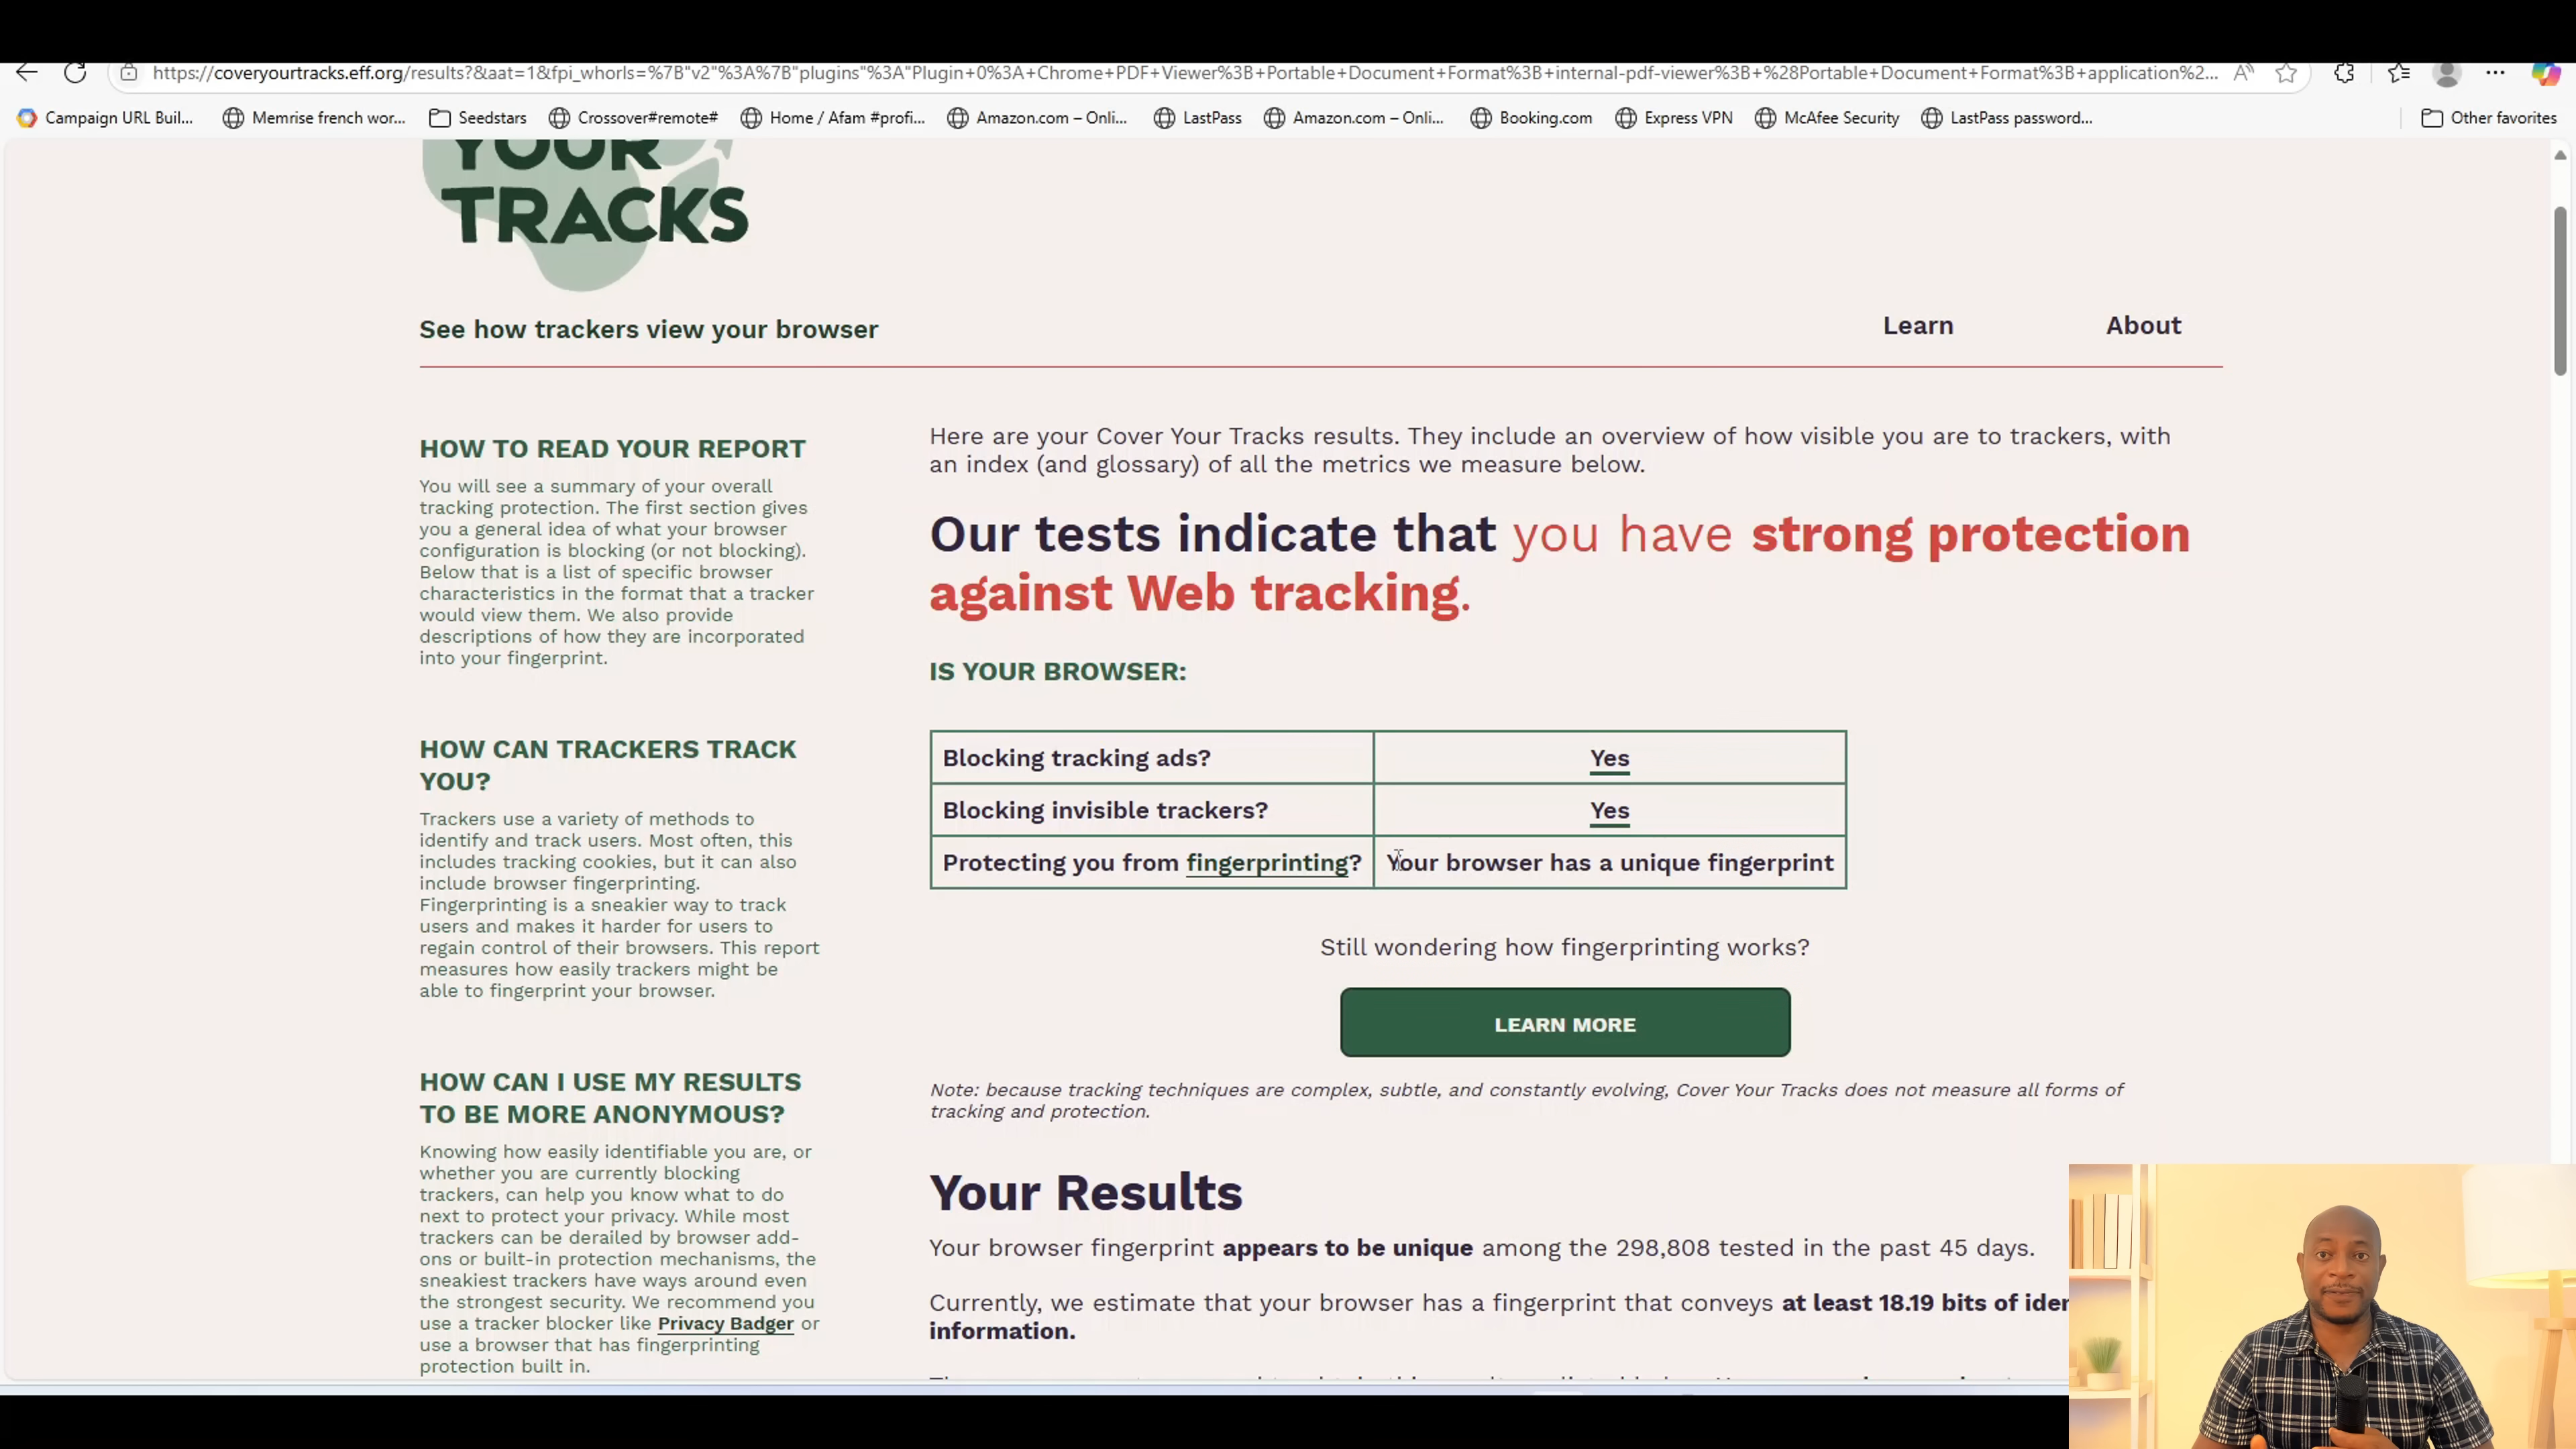 https://coveryourtracks.eff.org/results?&aat=1&fpi_whorls=%7B"v2"%3A%7B"plugins"%3A"Plugin+0%3A+Chrome+PDF+Viewer%3B+Portable+Document+Format%3B+internal-pdf-viewer%3B+%28Portable+Document+Format%3B+application%2...
Campaign URL Buil... Memrise french wor... Seedstars Crossover#remote# Home / Afam #profi... Amazon.com – Onli... LastPass Amazon.com – Onli... Booking.com Express VPN McAfee Security LastPass password... Other favorites
YOUR
TRACKS
See how trackers view your browser
Learn About
HOW TO READ YOUR REPORT
You will see a summary of your overall
tracking protection. The first section gives
you a general idea of what your browser
configuration is blocking (or not blocking).
Below that is a list of specific browser
characteristics in the format that a tracker
would view them. We also provide
descriptions of how they are incorporated
into your fingerprint.
HOW CAN TRACKERS TRACK
YOU?
Trackers use a variety of methods to
identify and track users. Most often, this
includes tracking cookies, but it can also
include browser fingerprinting.
Fingerprinting is a sneakier way to track
users and makes it harder for users to
regain control of their browsers. This report
measures how easily trackers might be
able to fingerprint your browser.
HOW CAN I USE MY RESULTS
TO BE MORE ANONYMOUS?
Knowing how easily identifiable you are, or
whether you are currently blocking
trackers, can help you know what to do
next to protect your privacy. While most
trackers can be derailed by browser add-
ons or built-in protection mechanisms, the
sneakiest trackers have ways around even
the strongest security. We recommend you
use a tracker blocker like Privacy Badger or
use a browser that has fingerprinting
protection built in.
Here are your Cover Your Tracks results. They include an overview of how visible you are to trackers, with
an index (and glossary) of all the metrics we measure below.
Our tests indicate that you have strong protection
against Web tracking.
IS YOUR BROWSER:
Blocking tracking ads? Yes
Blocking invisible trackers? Yes
Protecting you from fingerprinting? Your browser has a unique fingerprint
Still wondering how fingerprinting works?
LEARN MORE
Note: because tracking techniques are complex, subtle, and constantly evolving, Cover Your Tracks does not measure all forms of
tracking and protection.
Your Results
Your browser fingerprint appears to be unique among the 298,808 tested in the past 45 days.
Currently, we estimate that your browser has a fingerprint that conveys at least 18.19 bits of iden
information.